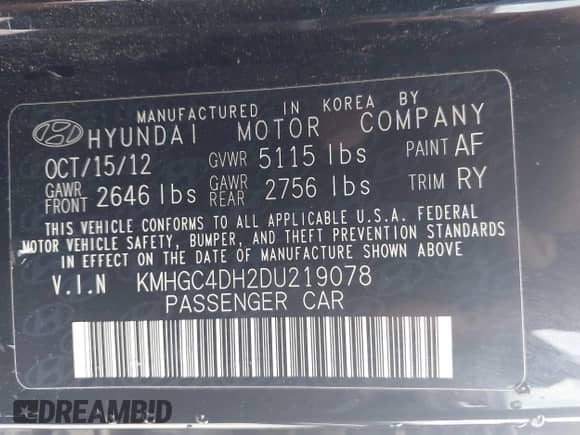 MANUFACTURED IN KOREA BY
HYUNDAI MOTOR COMPANY
OCT/15/12 GVWR 5115 lbs PAINT AF
GAWR FRONT 2646 lbs GAWR REAR 2756 lbs TRIM RY
THIS VEHICLE CONFORMS TO ALL APPLICABLE U.S.A. FEDERAL
MOTOR VEHICLE SAFETY, BUMPER, AND THEFT PREVENTION STANDARDS
IN EFFECT ON THE DATE OF MANUFACTURE SHOWN ABOVE
V.I.N KMHGC4DH2DU219078
PASSENGER CAR
DREAMBID